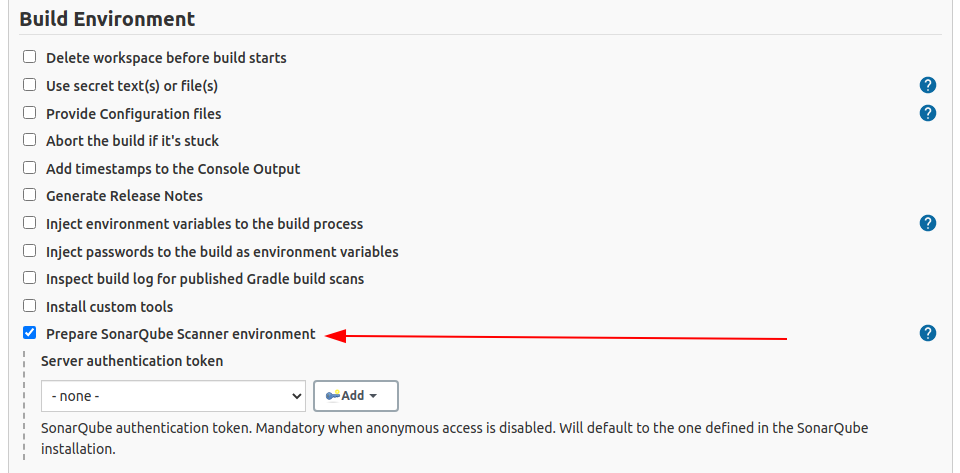 Build Environment
Delete workspace before build starts
Use secret text(s) or file(s)
?
Provide Configuration files
?
Abort the build if it's stuck
Add timestamps to the Console Output
Generate Release Notes
Inject environment variables to the build process
?
Inject passwords to the build as environment variables
Inspect build log for published Gradle build scans
Install custom tools
Prepare SonarQube Scanner environment
?
Server authentication token
- none -
Add
SonarQube authentication token. Mandatory when anonymous access is disabled. Will default to the one defined in the SonarQube
installation.